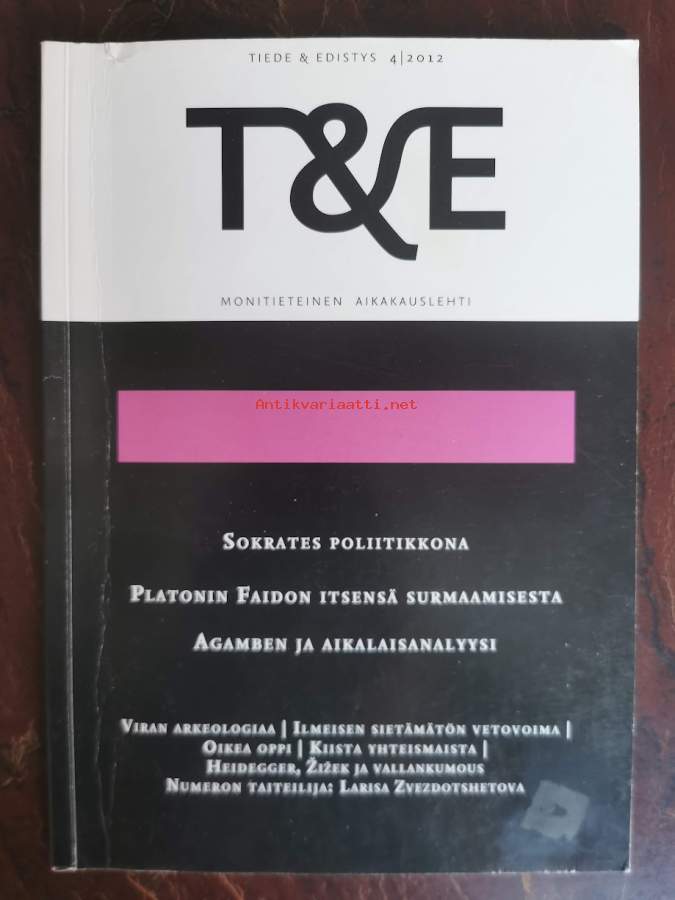 TIEDE & EDISTYS 4|2012
T&E
MONITIETEINEN AIKAKAUSLEHTI
Antikvariaatti.net
SOKRATES POLIITIKKONA
PLATONIN FAIDON ITSENSÄ SURMAAMISESTA
AGAMBEN JA AIKALAISANALYYSI
VIRAN ARKEOLOGIAA | ILMEISEN SIETÄMÄTÖN VETOVOIMA |
OIKEA OPPI | KIISTA YHTEISMAISTA |
HEIDEGGER, ŽIŽEK JA VALLANKUMOUS
NUMERON TAITEILIJA: LARISA ZVEZDOTSHETOVA